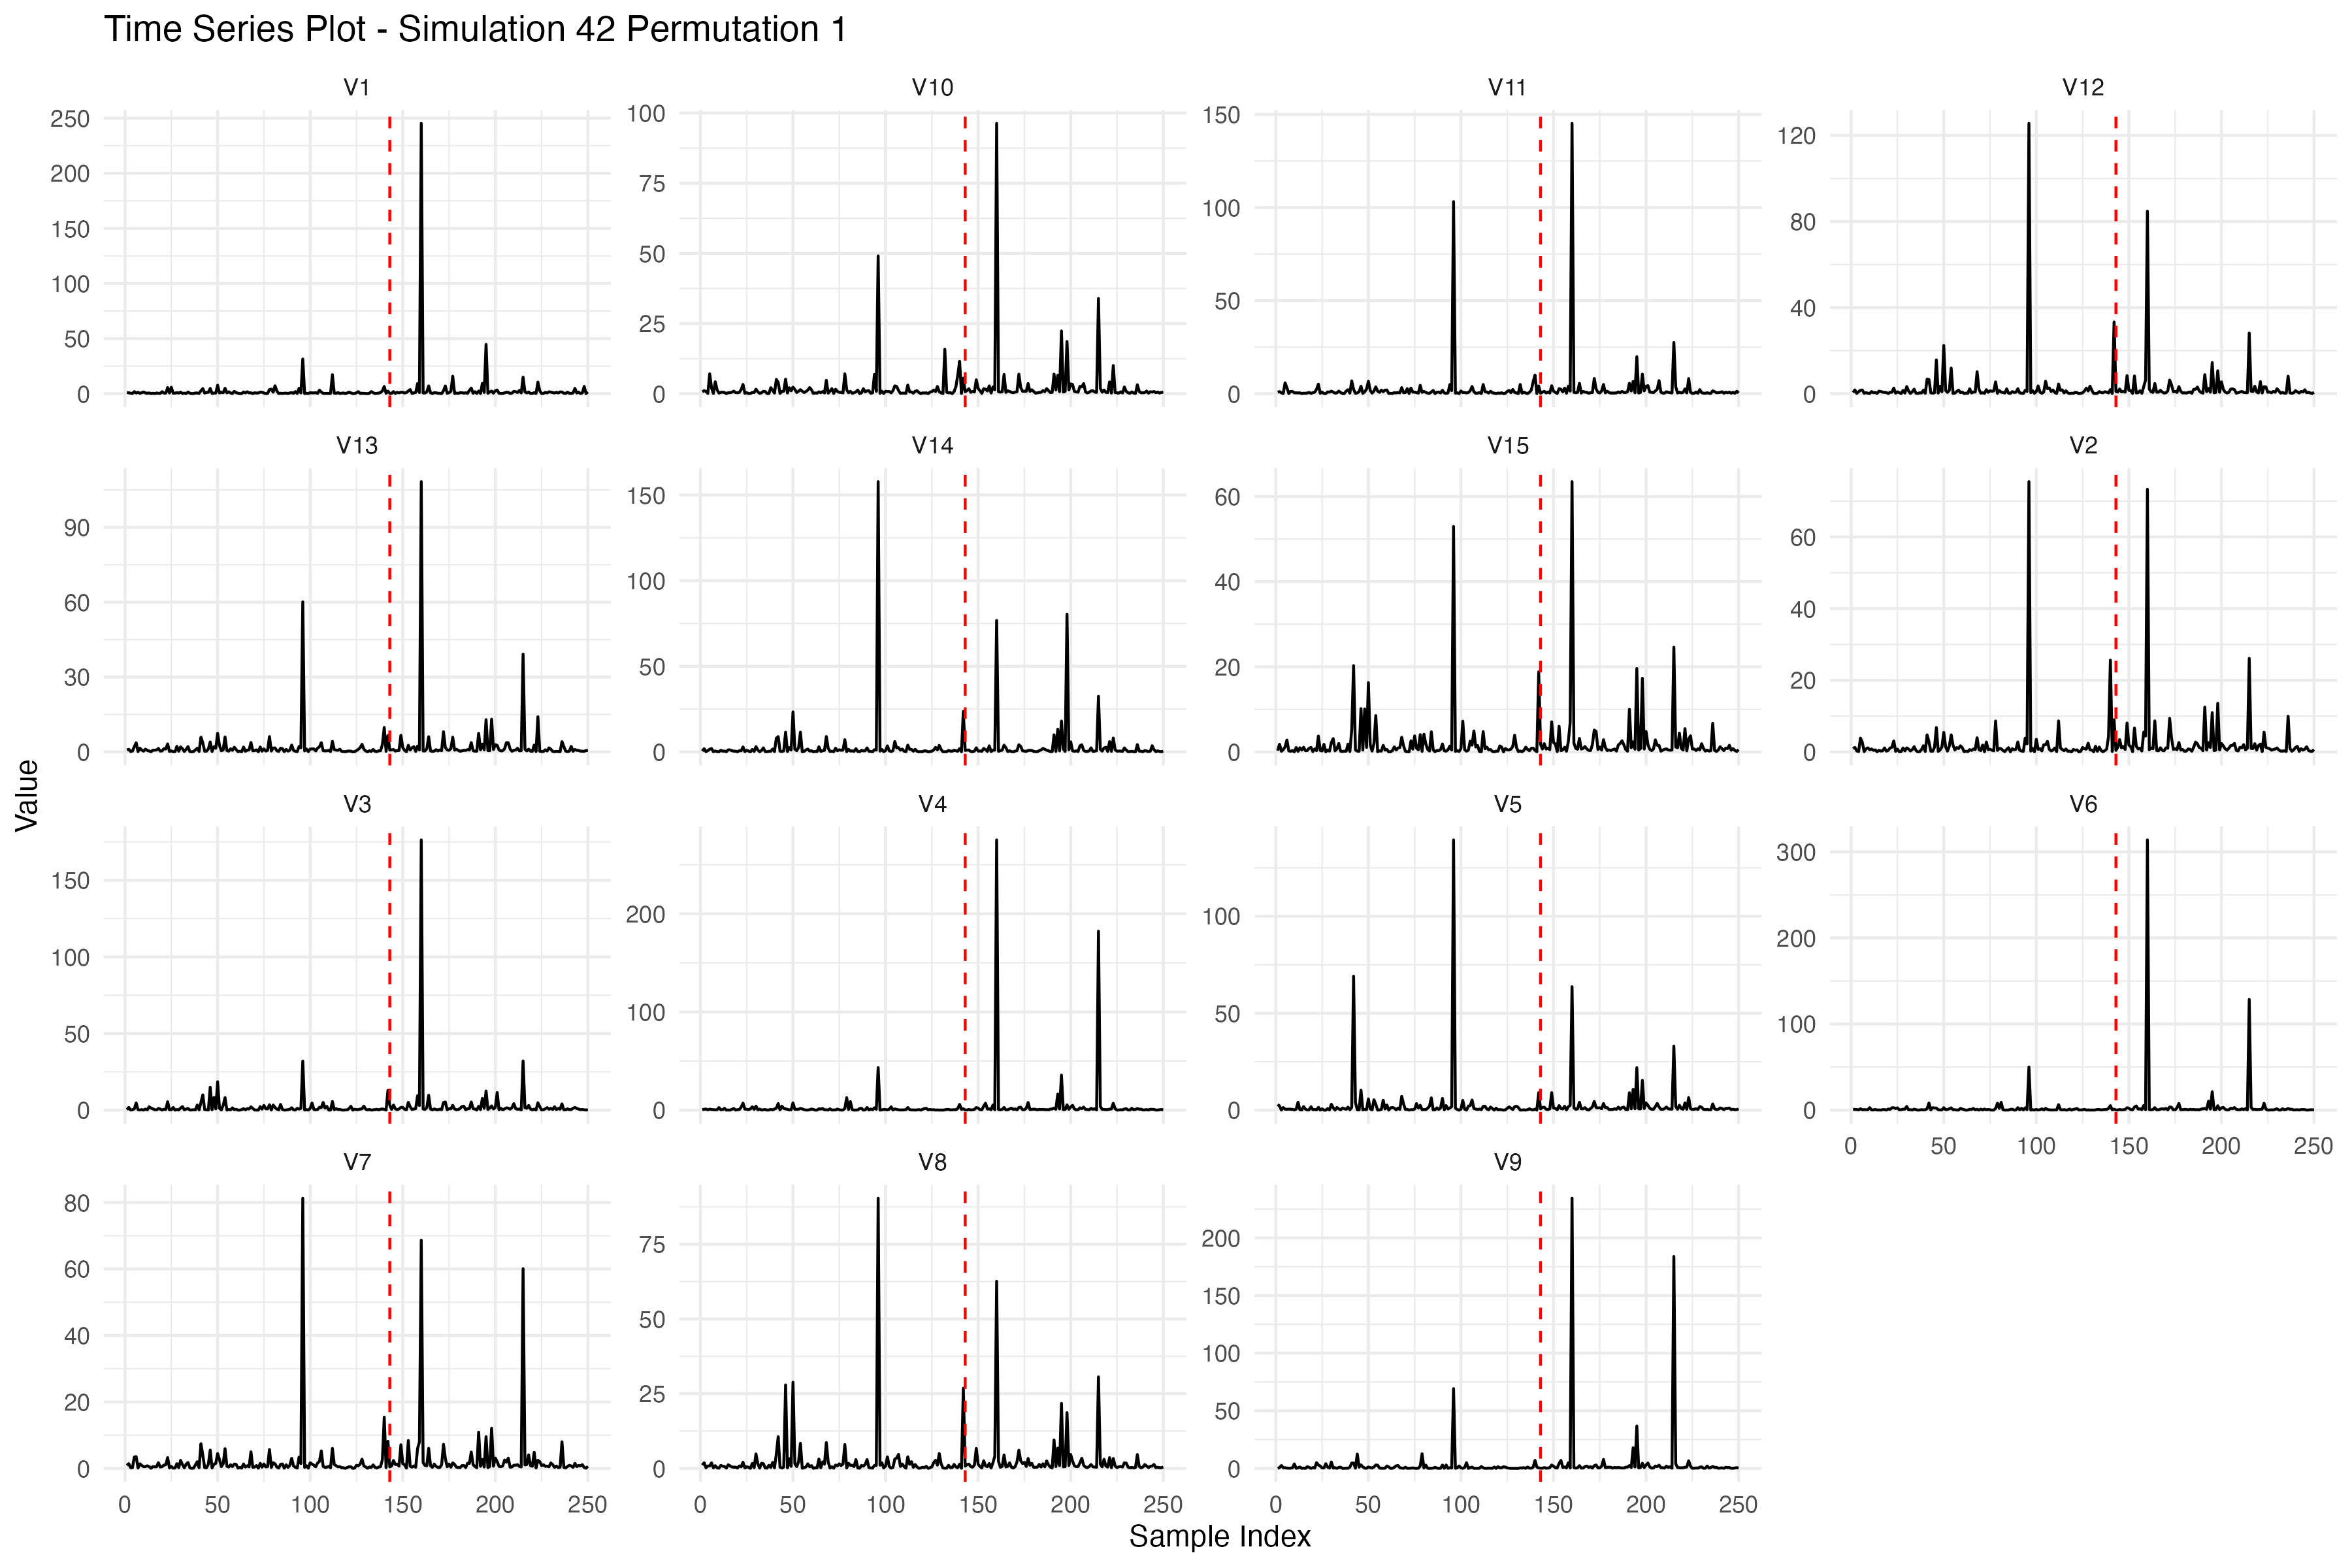 Time Series Plot - Simulation 42 Permutation 1
V1 V10 V11 V12
250 200 150 100 50 0
100 75 50 25 0
150 100 50 0
120 80 40 0
V13 V14 V15 V2
90 60 30 0
150 100 50 0
60 40 20 0
60 40 20 0
Value
V3 V4 V5 V6
150 100 50 0
200 100 0
100 50 0
300 200 100 0
0 50 100 150 200 250
V7 V8 V9
80 60 40 20 0
75 50 25 0
200 150 100 50 0
0 50 100 150 200 250
0 50 100 150 200 250
0 50 100 150 200 250
Sample Index